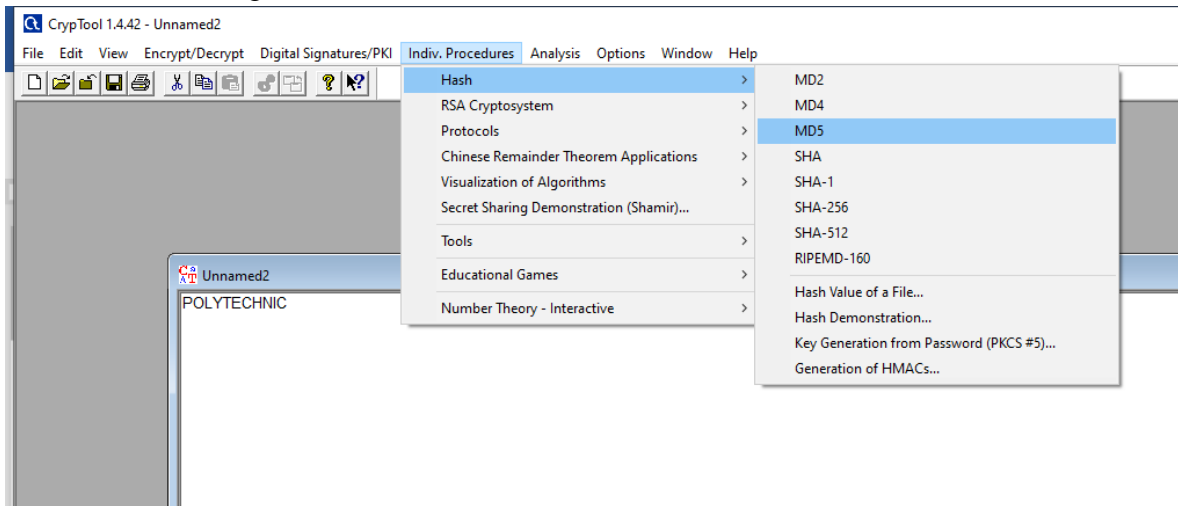 CrypTool 1.4.42 - Unnamed2
File Edit View Encrypt/Decrypt Digital Signatures/PKI Indiv. Procedures Analysis Options Window Help
Hash
RSA Cryptosystem
Protocols
Chinese Remainder Theorem Applications
Visualization of Algorithms
Secret Sharing Demonstration (Shamir)...
Tools
Educational Games
Number Theory - Interactive
MD2
MD4
MD5
SHA
SHA-1
SHA-256
SHA-512
RIPEMD-160
Hash Value of a File...
Hash Demonstration...
Key Generation from Password (PKCS #5)...
Generation of HMACs...
Unnamed2
POLYTECHNIC